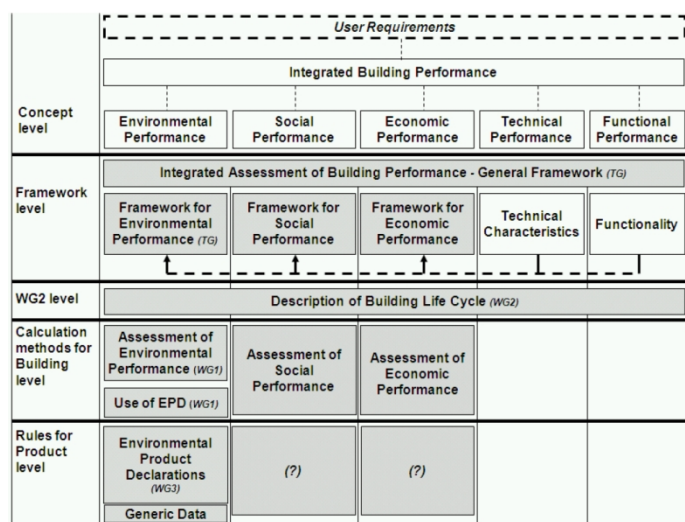 User Requirements
Integrated Building Performance
Concept
level
Environmental
Performance
Social
Performance
Economic
Performance
Technical
Performance
Functional
Performance
Framework
level
Integrated Assessment of Building Performance - General Framework (TG)
Framework for
Environmental
Performance (TG)
Framework for
Social
Performance
Framework for
Economic
Performance
Technical
Characteristics
Functionality
WG2 level
Description of Building Life Cycle (WG2)
Calculation
methods for
Building
level
Assessment of
Environmental
Performance (WG1)
Use of EPD (WG1)
Assessment of
Social
Performance
Assessment of
Economic
Performance
Rules for
Product
level
Environmental
Product
Declarations
(WG3)
Generic Data
(?)
(?)